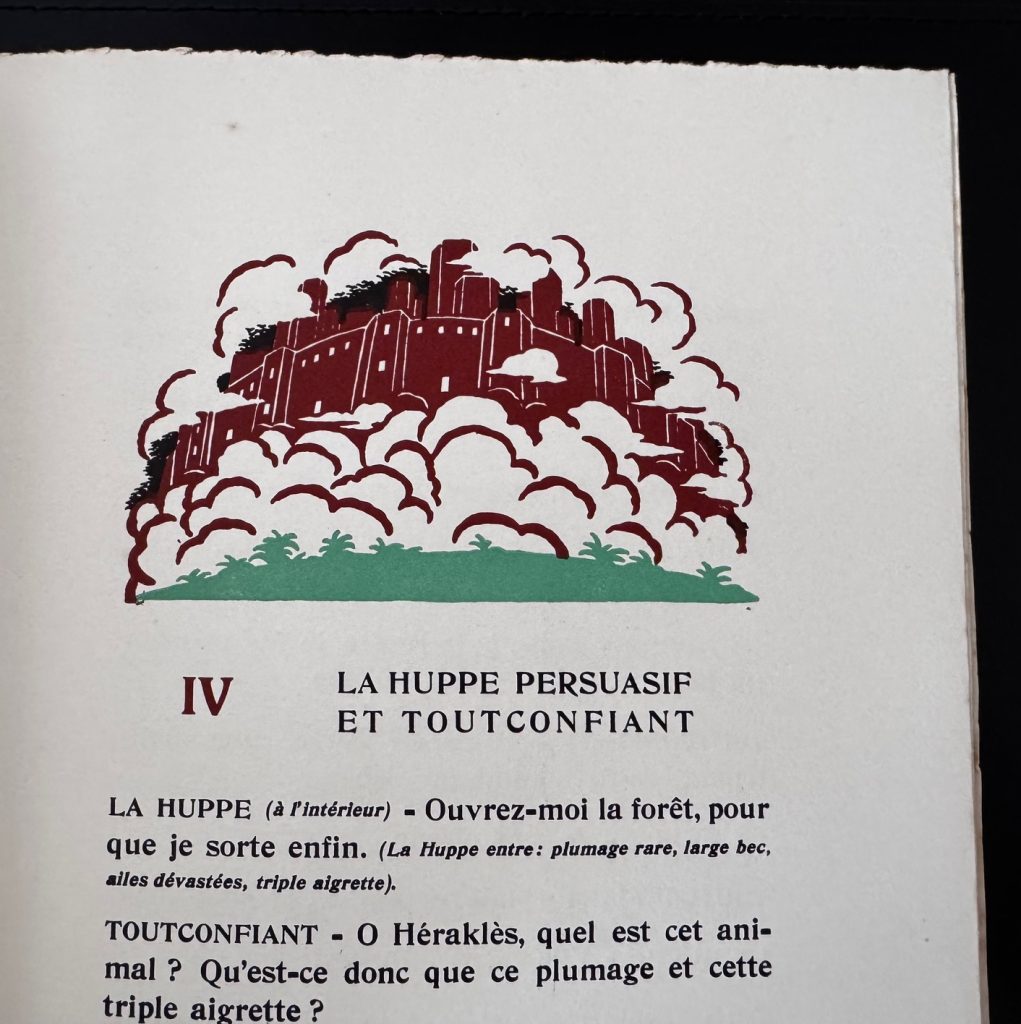 IV
LA HUPPE PERSUASIF
ET TOUTCONFIANT
LA HUPPE (à l'intérieur) - Ouvrez-moi la forêt, pour
que je sorte enfin. (La Huppe entre : plumage rare, large bec,
ailes dévastées, triple aigrette).
TOUTCONFIANT - O Héraklès, quel est cet ani-
mal ? Qu'est-ce donc que ce plumage et cette
triple aigrette ?